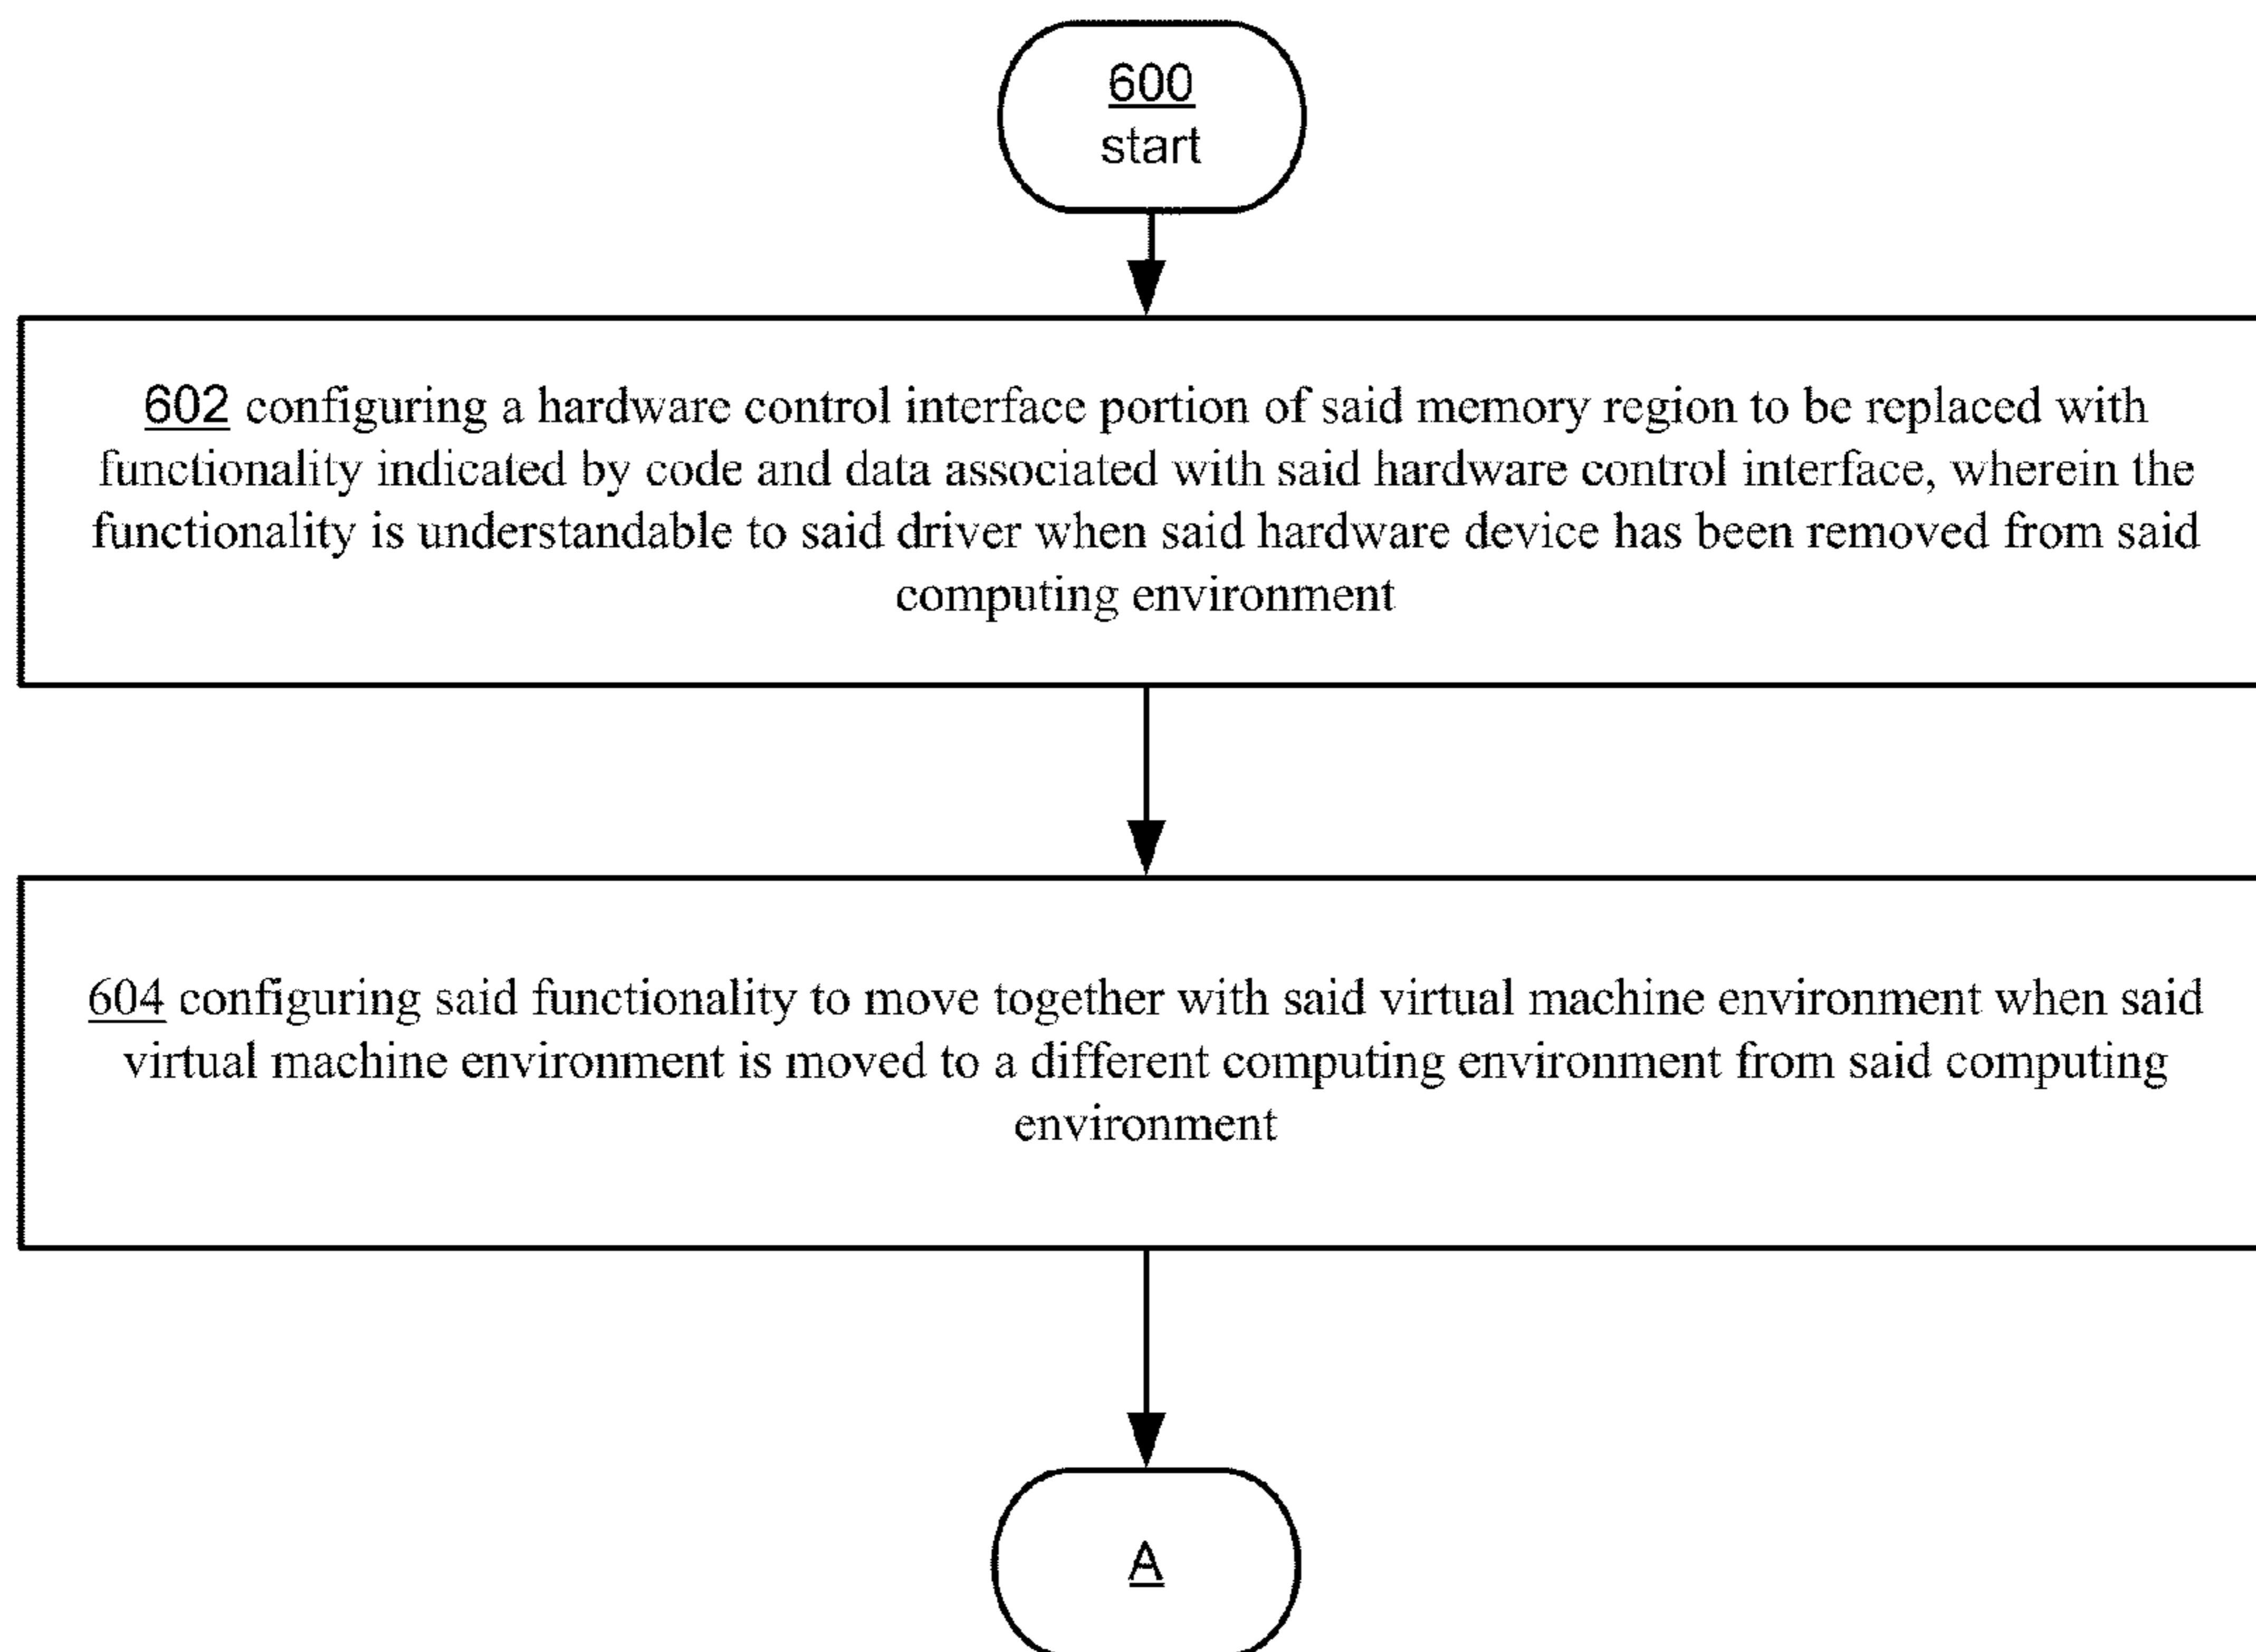 600
start
602 configuring a hardware control interface portion of said memory region to be replaced with
functionality indicated by code and data associated with said hardware control interface, wherein the
functionality is understandable to said driver when said hardware device has been removed from said
computing environment
604 configuring said functionality to move together with said virtual machine environment when said
virtual machine environment is moved to a different computing environment from said computing
environment
A